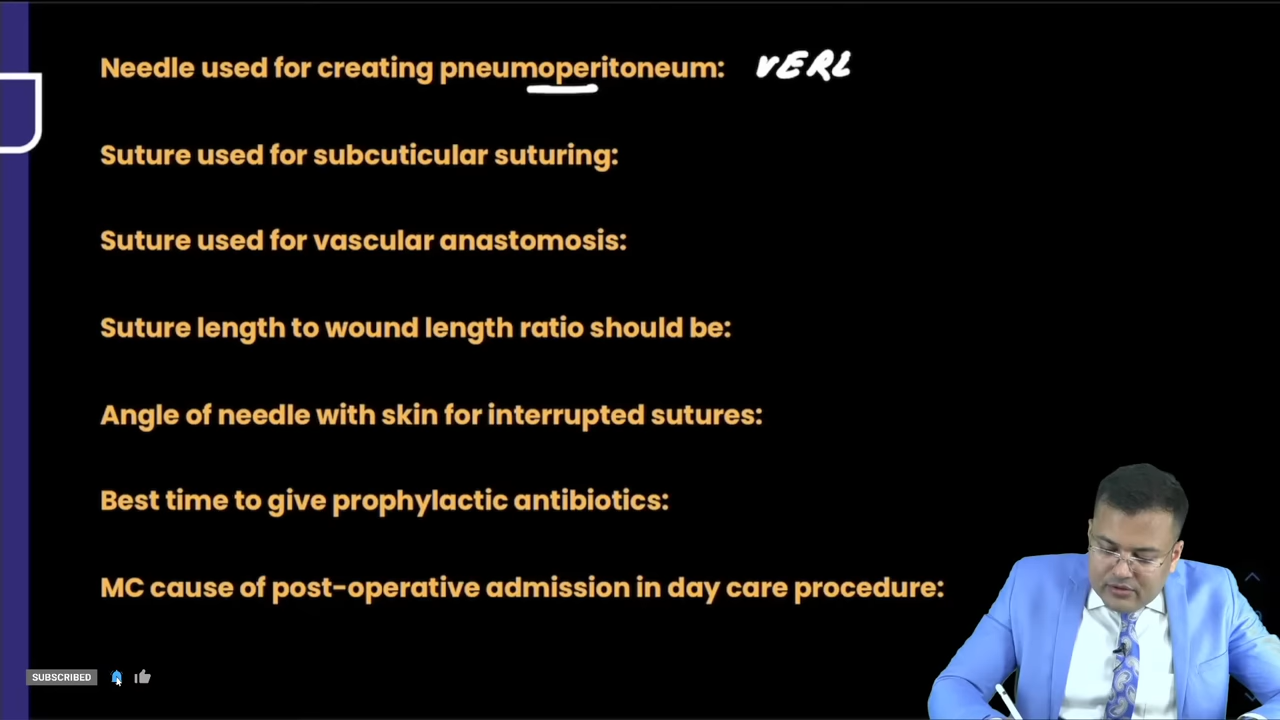 Needle used for creating pneumoperitoneum: VERL
Suture used for subcuticular suturing:
Suture used for vascular anastomosis:
Suture length to wound length ratio should be:
Angle of needle with skin for interrupted sutures:
Best time to give prophylactic antibiotics:
MC cause of post-operative admission in day care procedure:
SUBSCRIBED